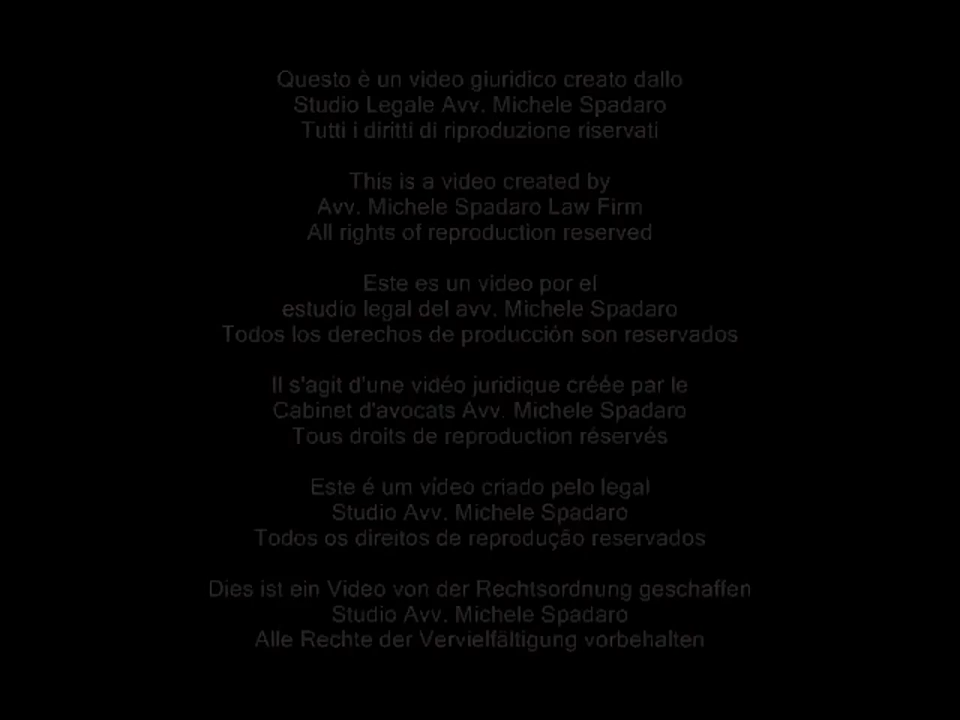 Questo è un video giuridico creato dallo
Studio Legale Avv. Michele Spadaro
Tutti i diritti di riproduzione riservati
This is a video created by
Avv. Michele Spadaro Law Firm
All rights of reproduction reserved
Este es un video por el
estudio legal del avv. Michele Spadaro
Todos los derechos de producción son reservados
Il s'agit d'une vidéo juridique créée par le
Cabinet d'avocats Avv. Michele Spadaro
Tous droits de reproduction réservés
Este é um vídeo criado pelo legal
Studio Avv. Michele Spadaro
Todos os direitos de reprodução reservados
Dies ist ein Video von der Rechtsordnung geschaffen
Studio Avv. Michele Spadaro
Alle Rechte der Vervielfältigung vorbehalten